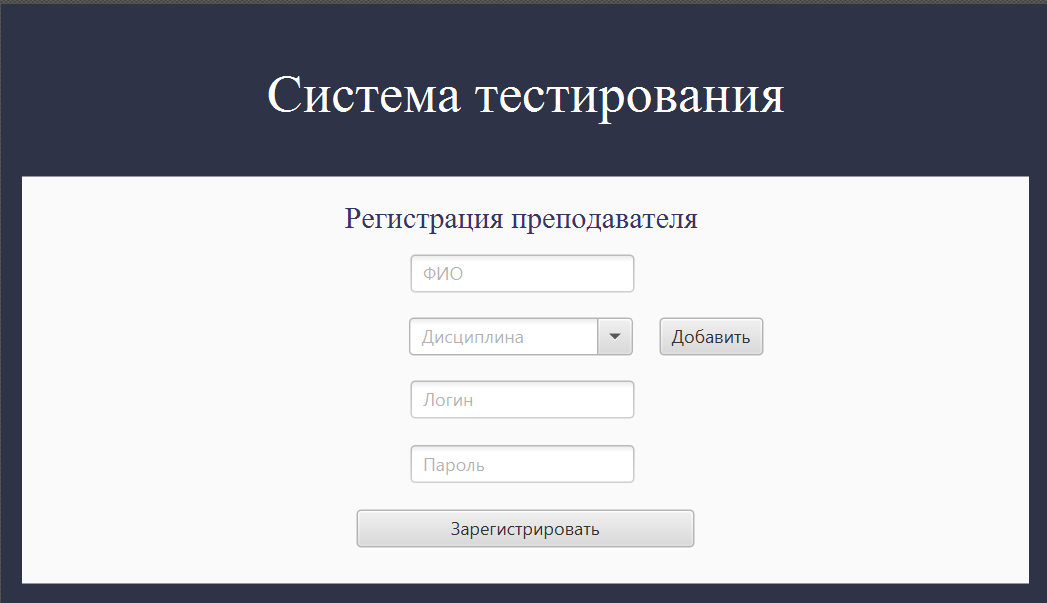 Система тестирования
Регистрация преподавателя
ФИО
Дисциплина
Добавить
Логин
Пароль
Зарегистрировать